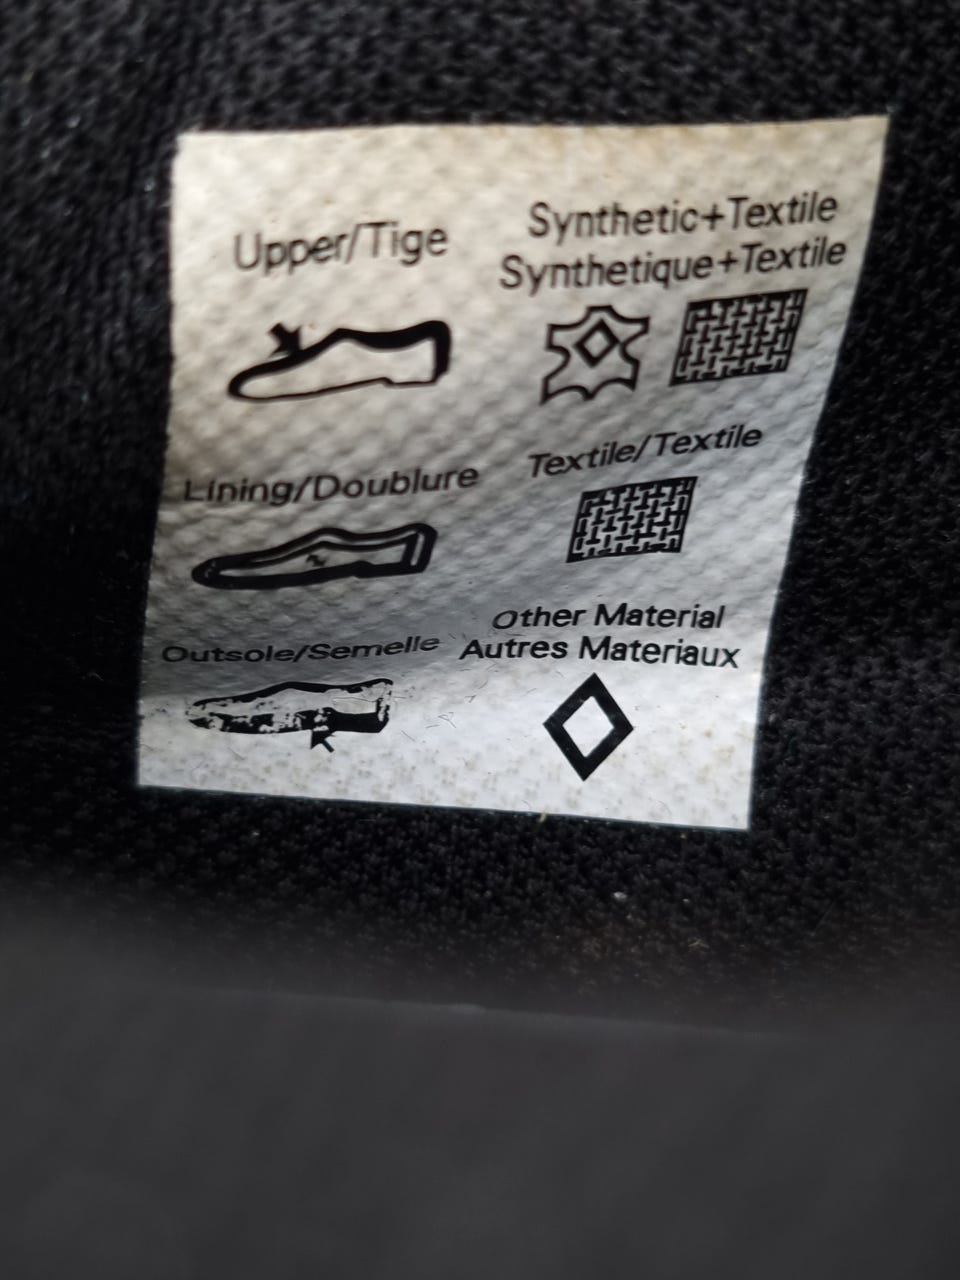 Upper/Tige
Synthetic+Textile
Synthetique+Textile
Lining/Doublure
Textile/Textile
Outsole/Semelle
Other Material
Autres Materiaux